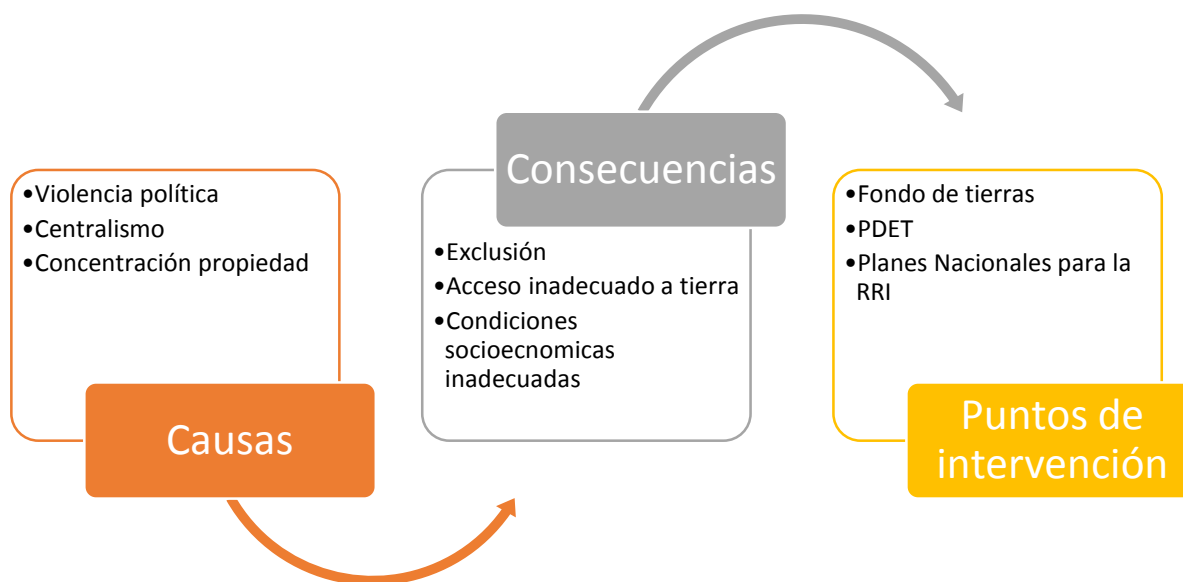 •Violencia política
•Centralismo
•Concentración propiedad
Causas
Consecuencias
•Exclusión
•Acceso inadecuado a tierra
•Condiciones
socioecnomicas
inadecuadas
•Fondo de tierras
•PDET
•Planes Nacionales para la
RRI
Puntos de
intervención